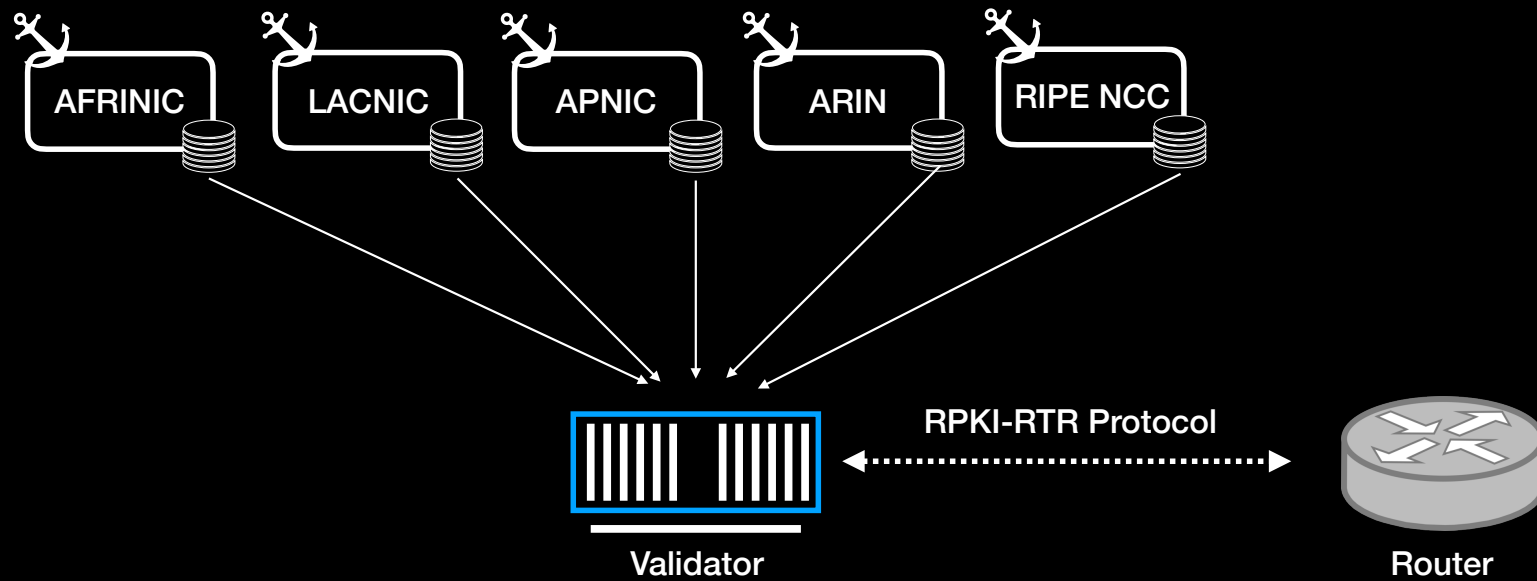 AFRINIC
LACNIC
APNIC
ARIN
RIPE NCC
RPKI-RTR Protocol
Validator
Router